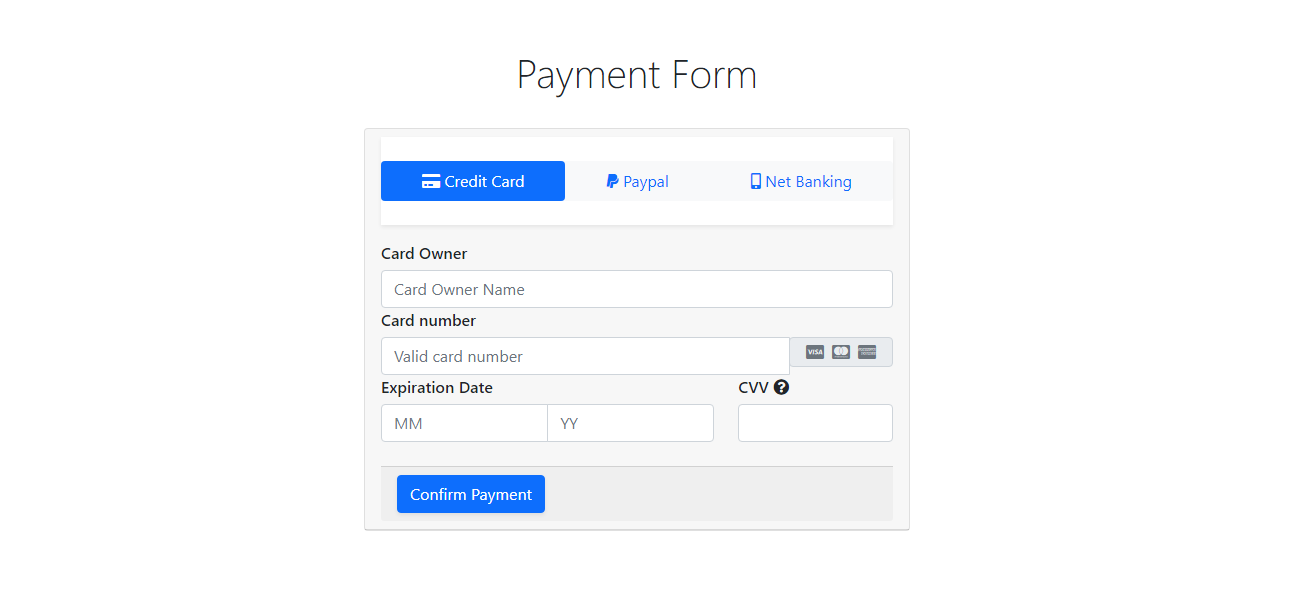 Payment Form
Credit Card Paypal Net Banking
Card Owner
Card Owner Name
Card number
Valid card number VISA
Expiration Date CVV
MM YY
Confirm Payment